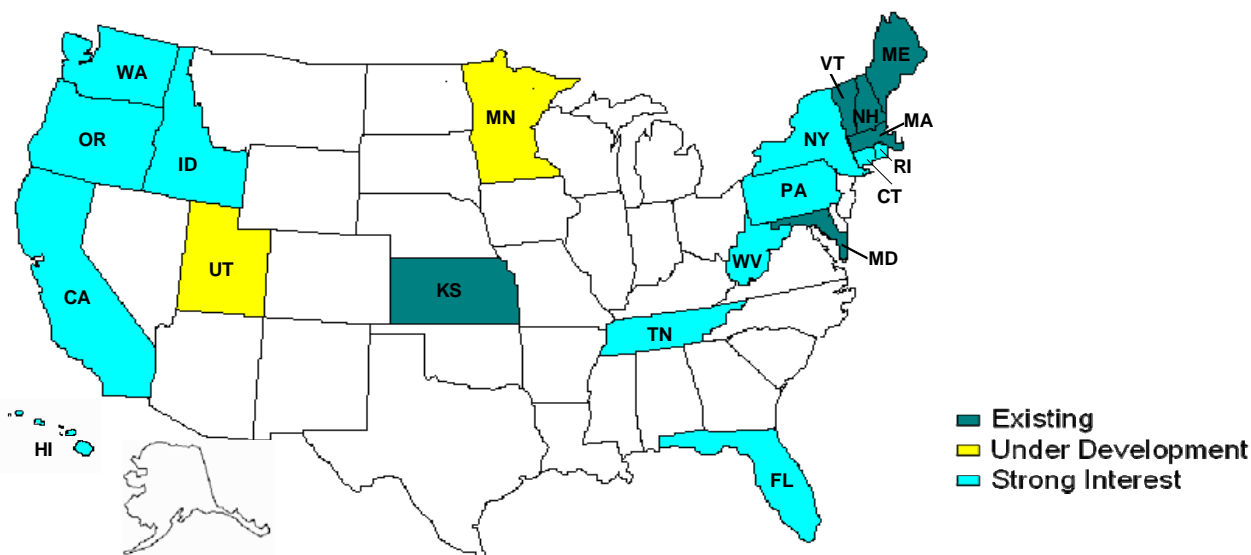 WA
OR
ID
CA
UT
MN
KS
HI
TN
FL
WV
PA
NY
VT
NH
ME
MA
RI
CT
MD
Existing
Under Development
Strong Interest